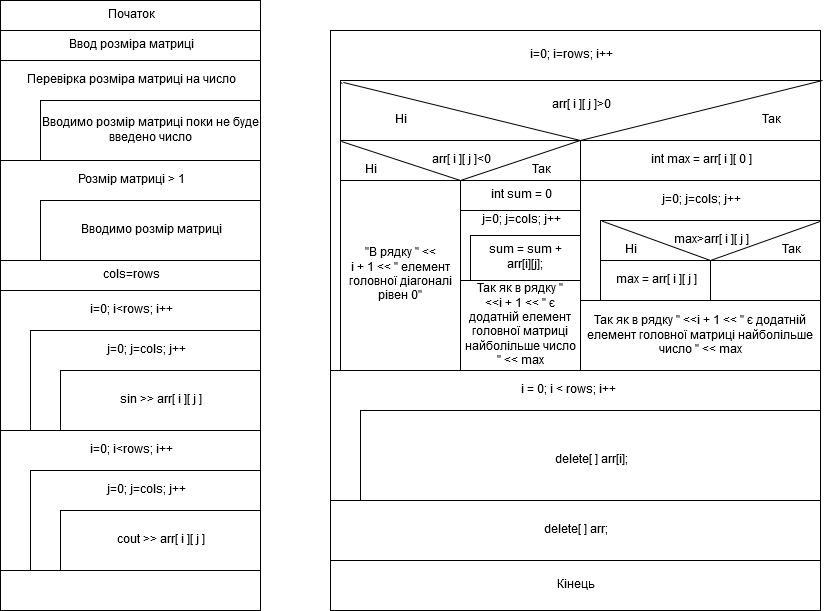 Початок
Ввод розміра матриці
Перевірка розміра матриці на число
Вводимо розмір матриці поки не буде
введено число
Розмір матриці > 1
Вводимо розмір матриці
cols=rows
i=0; i<rows; i++
j=0; j=cols; j++
sin >> arr[ i ][ j ]
i=0; i<rows; i++
j=0; j=cols; j++
cout >> arr[ i ][ j ]
i=0; i=rows; i++
arr[ i ][ j ]>0
Ні
Так
arr[ i ][ j ]<0
Ні
Так
int max = arr[ i ][ 0 ]
"В рядку " <<
i + 1 << " елемент
головної діагоналі
рівен 0"
int sum = 0
j=0; j=cols; j++
sum = sum +
arr[i][j];
Так як в рядку "
<<i + 1 << " є
додатній елемент
головної матриці
найболільше число
" << max
j=0; j=cols; j++
max>arr[ i ][ j ]
Ні
Так
max = arr[ i ][ j ]
Так як в рядку " <<i + 1 << " є додатній
елемент головної матриці найболільше
число " << max
i = 0; i < rows; i++
delete[ ] arr[i];
delete[ ] arr;
Кінець